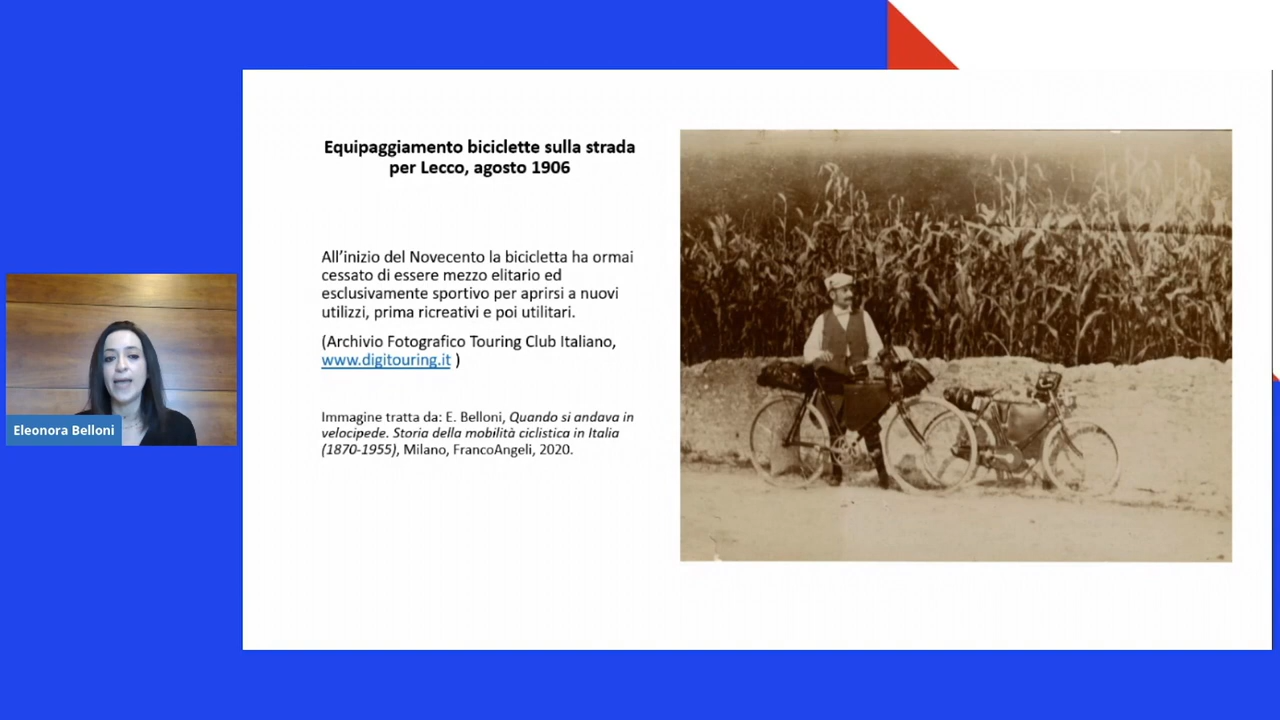 Equipaggiamento biciclette sulla strada
per Lecco, agosto 1906
All'inizio del Novecento la bicicletta ha ormai
cessato di essere mezzo elitario ed
esclusivamente sportivo per aprirsi a nuovi
utilizzi, prima ricreativi e poi utilitari.
(Archivio Fotografico Touring Club Italiano,
www.digitouring.it )
Immagine tratta da: E. Belloni, Quando si andava in
velocipede. Storia della mobilità ciclistica in Italia
(1870-1955), Milano, FrancoAngeli, 2020.
Eleonora Belloni